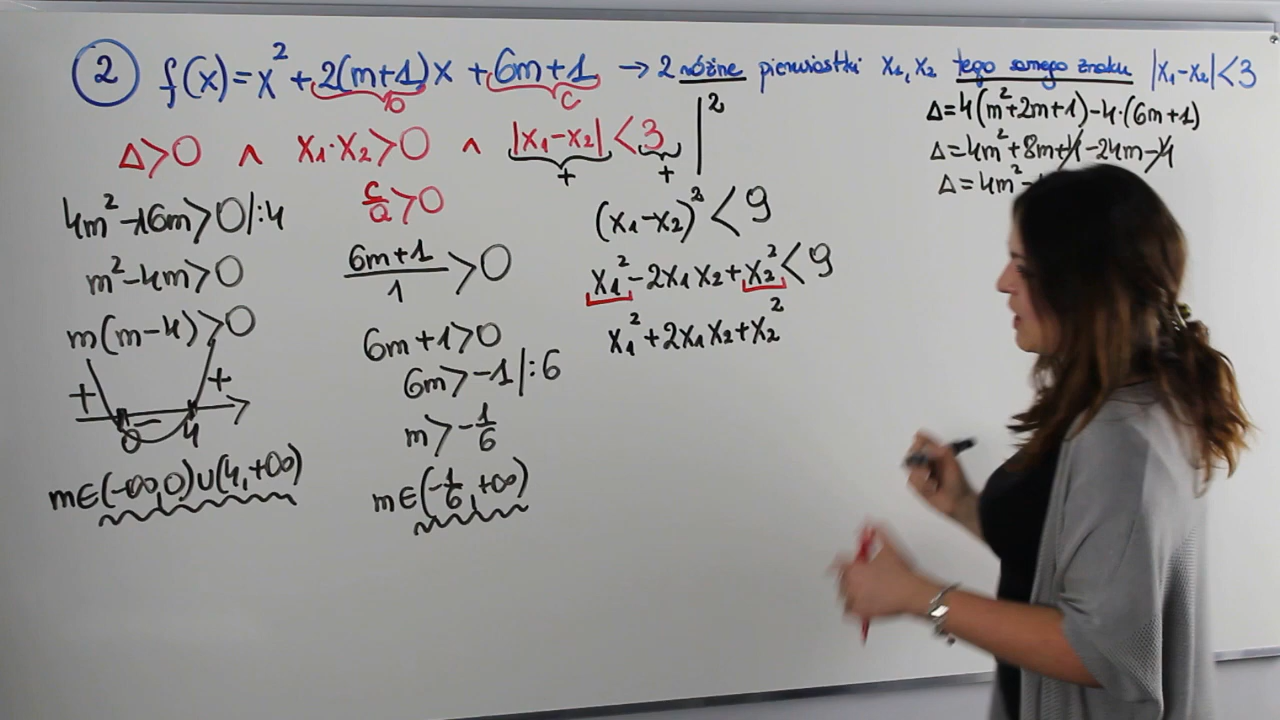 2 f(x)=x²+2(m+1)x+6m+1 → 2 różne pierwiastki x₁,x₂ tego samego znaku |x₁-x₂|<3
b c
Δ>0 ∧ x₁·x₂>0 ∧ |x₁-x₂|<3 |²
+ +
4m²-16m>0|:4
m²-4m>0
m(m-4)>0
+ - +
0 4
m∈(-∞,0)∪(4,+∞)
c/a>0
6m+1/1>0
6m+1>0
6m>-1|:6
m>-1/6
m∈(-1/6,+∞)
(x₁-x₂)²<9
x₁²-2x₁x₂+x₂²<9
x₁²+2x₁x₂+x₂²
Δ=4(m²+2m+1)-4·(6m+1)
Δ=4m²+8m+4-24m-4
Δ=4m²-